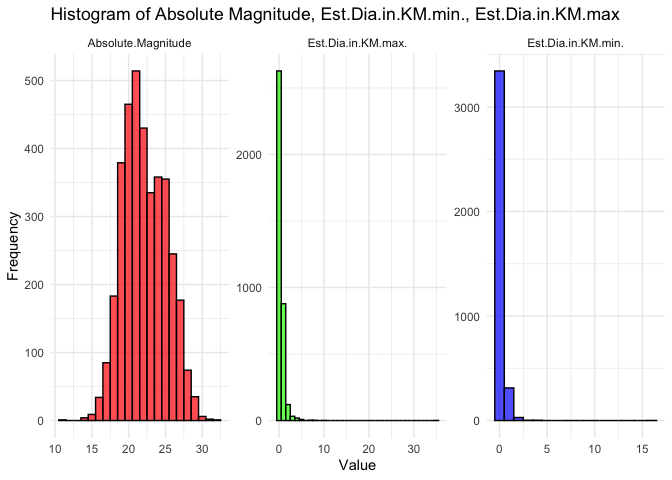 Histogram of Absolute Magnitude, Est.Dia.in.KM.min., Est.Dia.in.KM.max
Absolute.Magnitude
Est.Dia.in.KM.max.
Est.Dia.in.KM.min.
Frequency
500
400
300
200
100
0
10 15 20 25 30
2000
1000
0
0 10 20 30
3000
2000
1000
0
0 5 10 15
Value